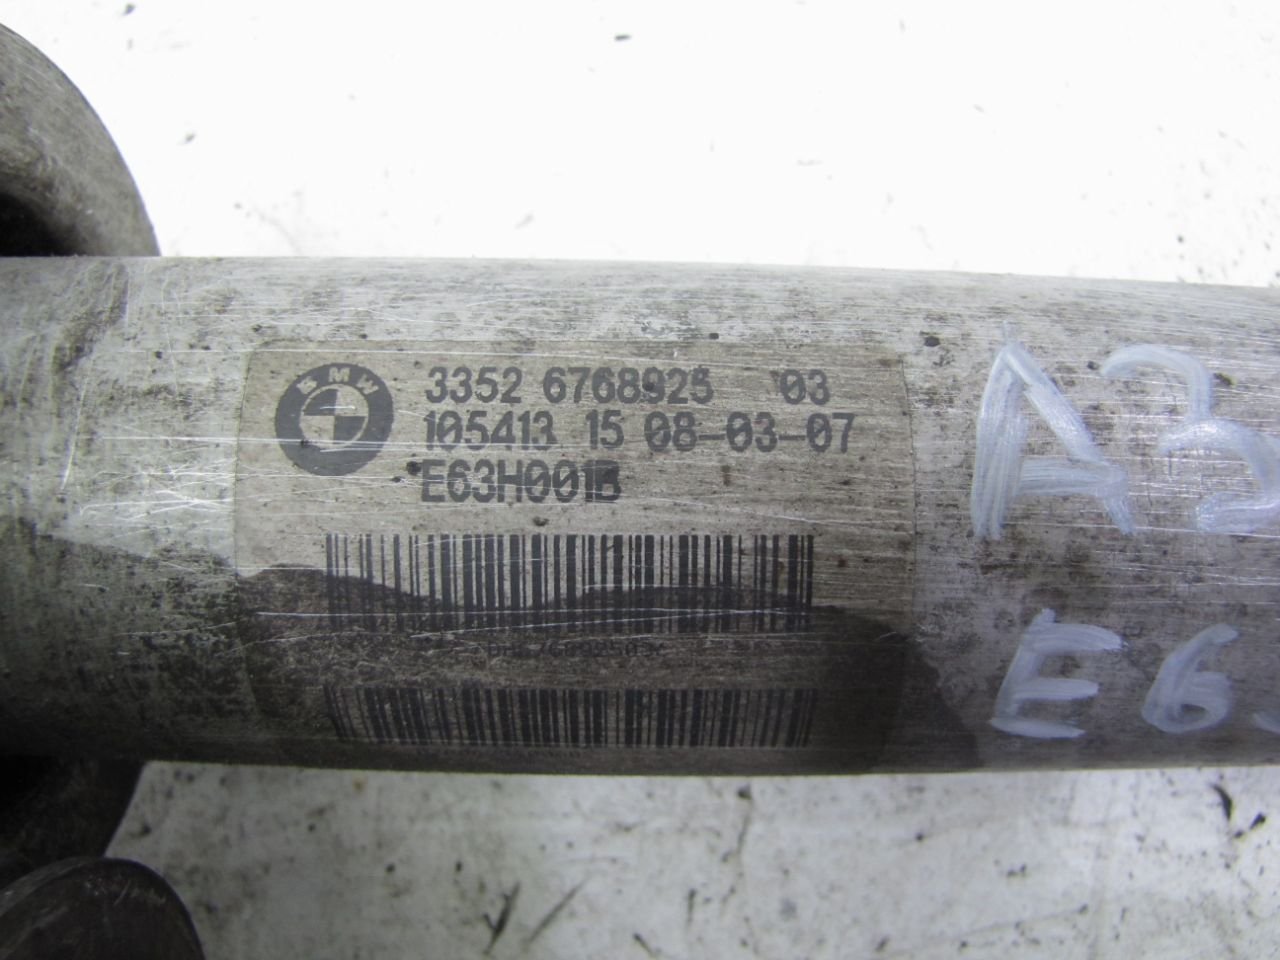 BMW
3352 6768925 03
105413 15 08-03-07
E63H001B
A3
E6